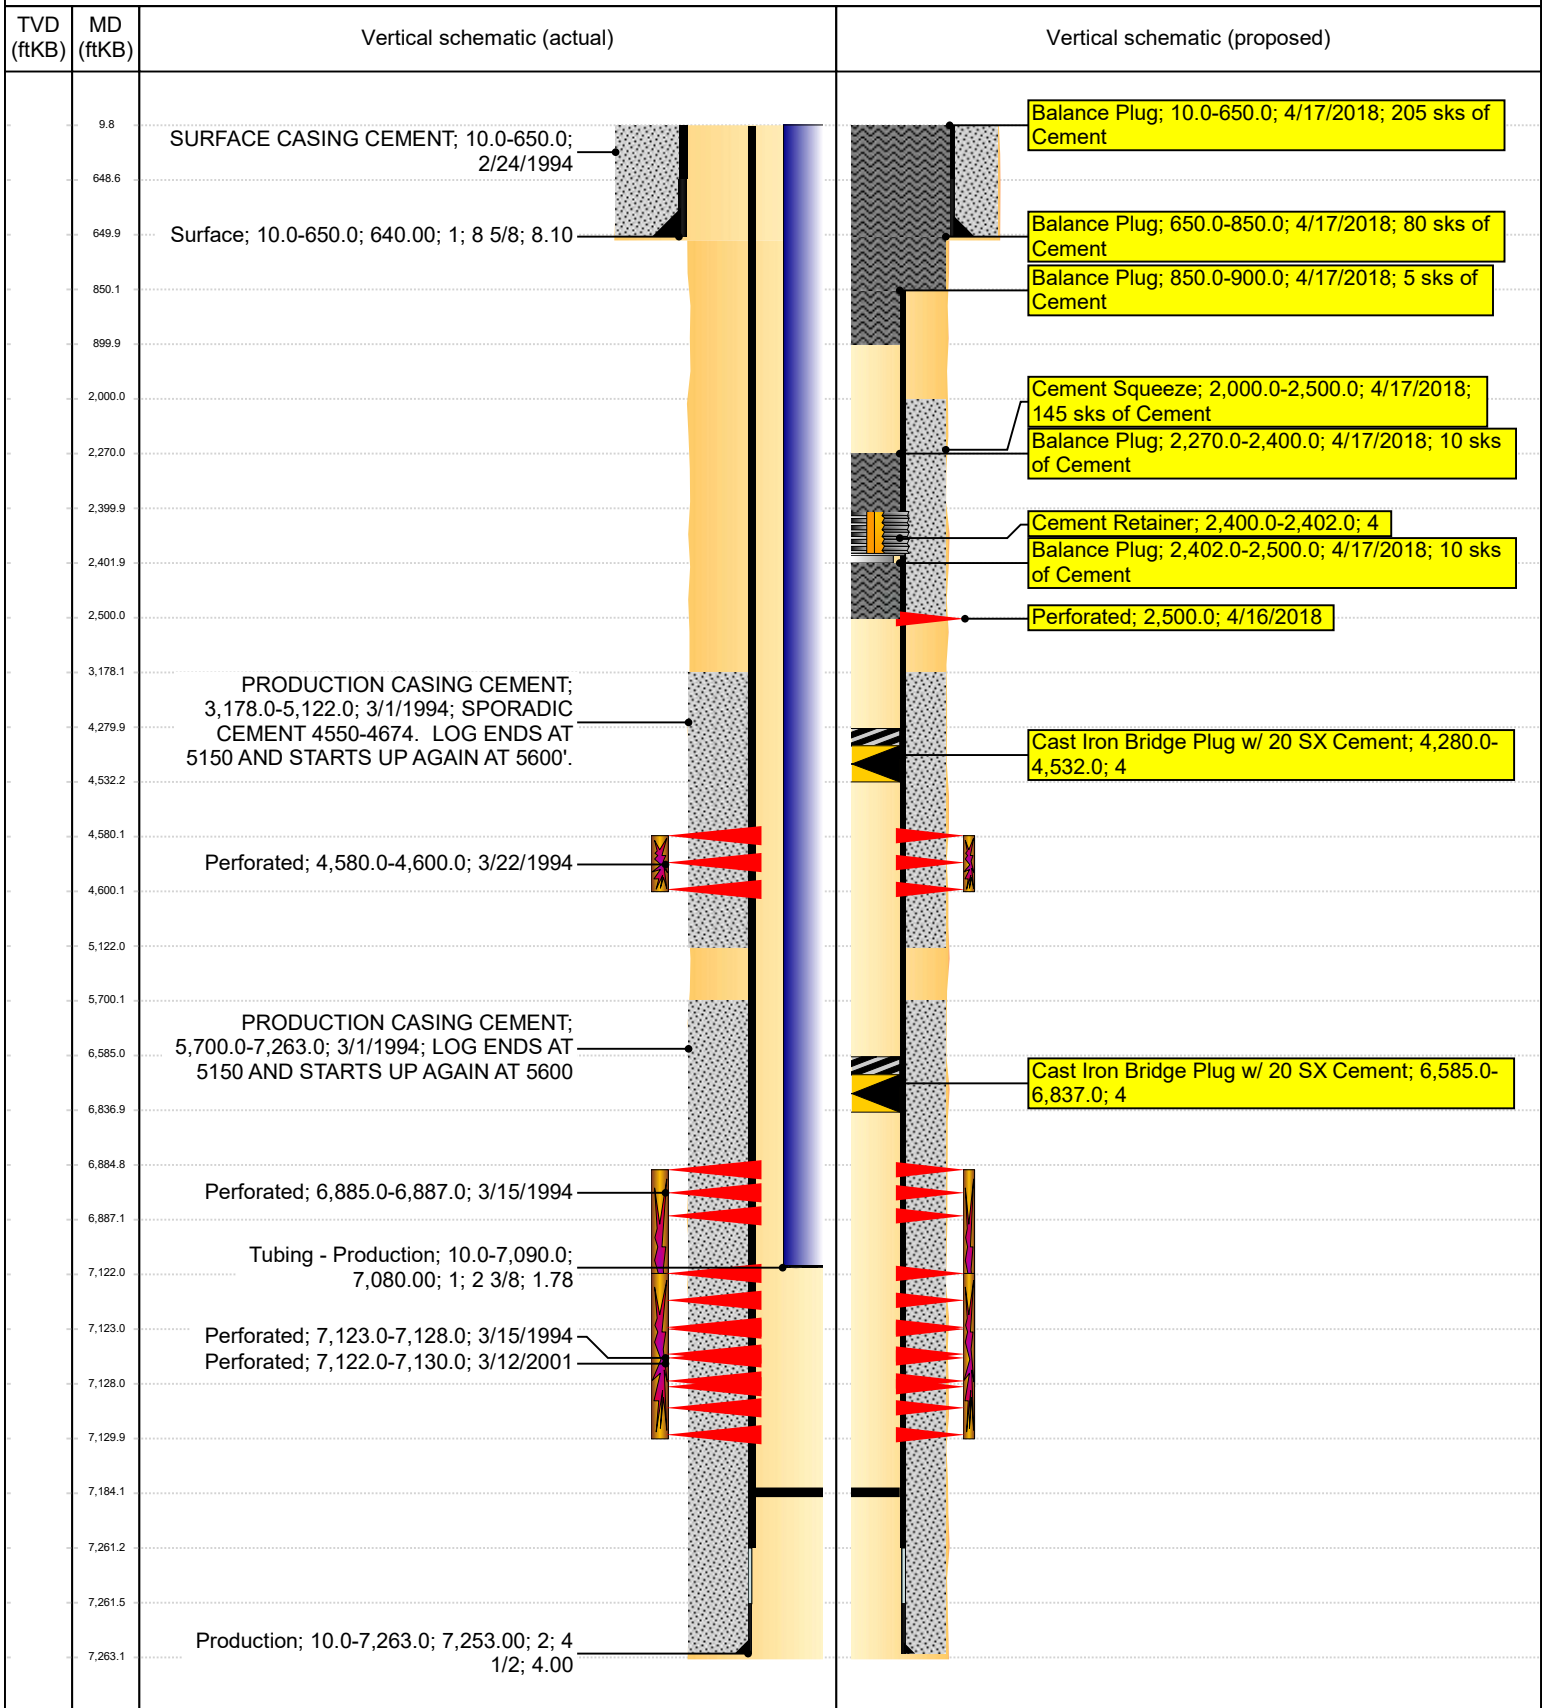 TVD
(ftKB)
MD
(ftKB)
Vertical schematic (actual)
Vertical schematic (proposed)
9.8
648.6
649.9
850.1
899.9
2,000.0
2,270.0
2,399.9
2,401.9
2,500.0
3,178.1
4,279.9
4,532.2
4,580.1
4,600.1
5,122.0
5,700.1
6,585.0
6,836.9
6,884.8
6,887.1
7,122.0
7,123.0
7,128.0
7,129.9
7,184.1
7,261.2
7,261.5
7,263.1
SURFACE CASING CEMENT; 10.0-650.0;
2/24/1994
Surface; 10.0-650.0; 640.00; 1; 8 5/8; 8.10
PRODUCTION CASING CEMENT;
3,178.0-5,122.0; 3/1/1994; SPORADIC
CEMENT 4550-4674.  LOG ENDS AT
5150 AND STARTS UP AGAIN AT 5600'.
Perforated; 4,580.0-4,600.0; 3/22/1994
PRODUCTION CASING CEMENT;
5,700.0-7,263.0; 3/1/1994; LOG ENDS AT
5150 AND STARTS UP AGAIN AT 5600
Perforated; 6,885.0-6,887.0; 3/15/1994
Tubing - Production; 10.0-7,090.0;
7,080.00; 1; 2 3/8; 1.78
Perforated; 7,123.0-7,128.0; 3/15/1994
Perforated; 7,122.0-7,130.0; 3/12/2001
Production; 10.0-7,263.0; 7,253.00; 2; 4
1/2; 4.00
Balance Plug; 10.0-650.0; 4/17/2018; 205 sks of
Cement
Balance Plug; 650.0-850.0; 4/17/2018; 80 sks of
Cement
Balance Plug; 850.0-900.0; 4/17/2018; 5 sks of
Cement
Cement Squeeze; 2,000.0-2,500.0; 4/17/2018;
145 sks of Cement
Balance Plug; 2,270.0-2,400.0; 4/17/2018; 10 sks
of Cement
Cement Retainer; 2,400.0-2,402.0; 4
Balance Plug; 2,402.0-2,500.0; 4/17/2018; 10 sks
of Cement
Perforated; 2,500.0; 4/16/2018
Cast Iron Bridge Plug w/ 20 SX Cement; 4,280.0-
4,532.0; 4
Cast Iron Bridge Plug w/ 20 SX Cement; 6,585.0-
6,837.0; 4